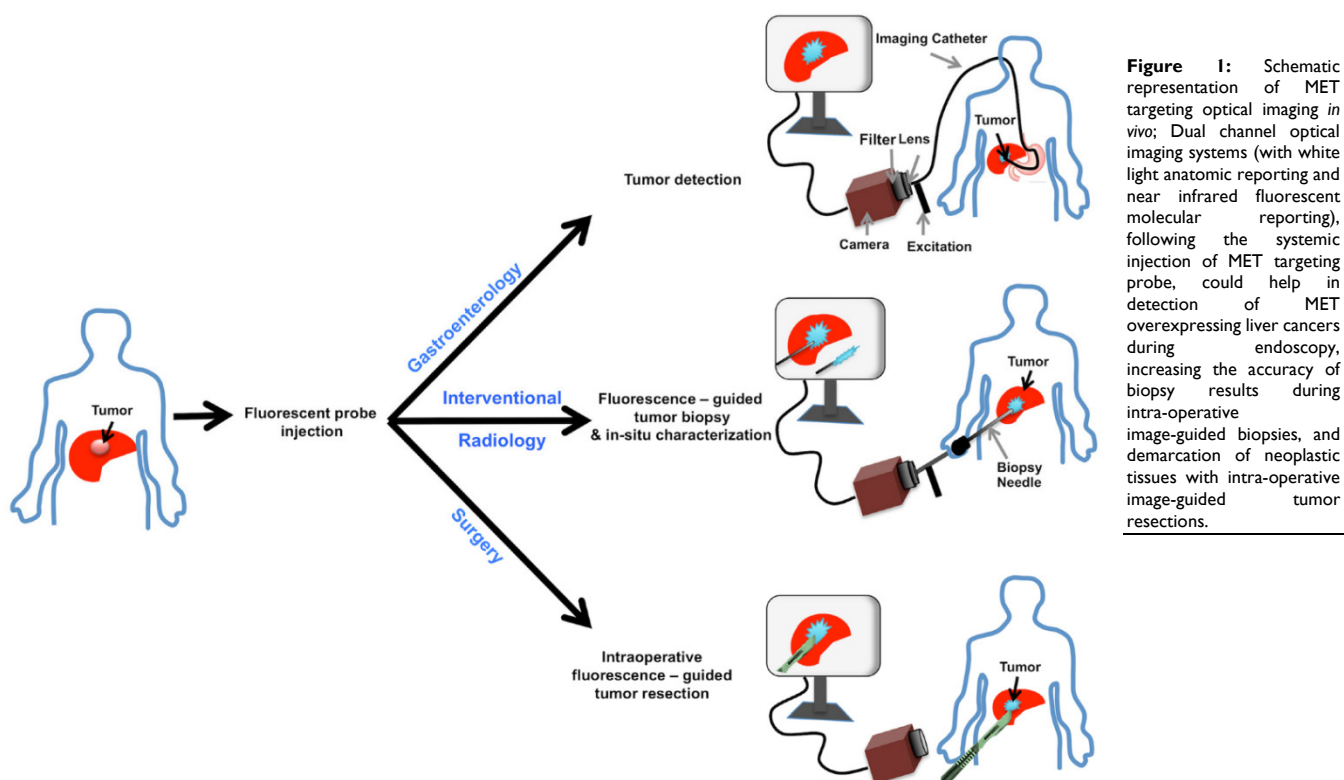 Tumor
Fluorescent probe
injection
Gastroenterology
Interventional
Radiology
Surgery
Tumor detection
Imaging Catheter
Tumor
Filter Lens
Camera
Excitation
Fluorescence – guided
tumor biopsy
& in-situ characterization
Tumor
Biopsy
Needle
Intraoperative
fluorescence – guided
tumor resection
Tumor
Figure 1: Schematic
representation of MET
targeting optical imaging in
vivo; Dual channel optical
imaging systems (with white
light anatomic reporting and
near infrared fluorescent
molecular reporting),
following the systemic
injection of MET targeting
probe, could help in
detection of MET
overexpressing liver cancers
during endoscopy,
increasing the accuracy of
biopsy results during
intra-operative
image-guided biopsies, and
demarcation of neoplastic
tissues with intra-operative
image-guided tumor
resections.